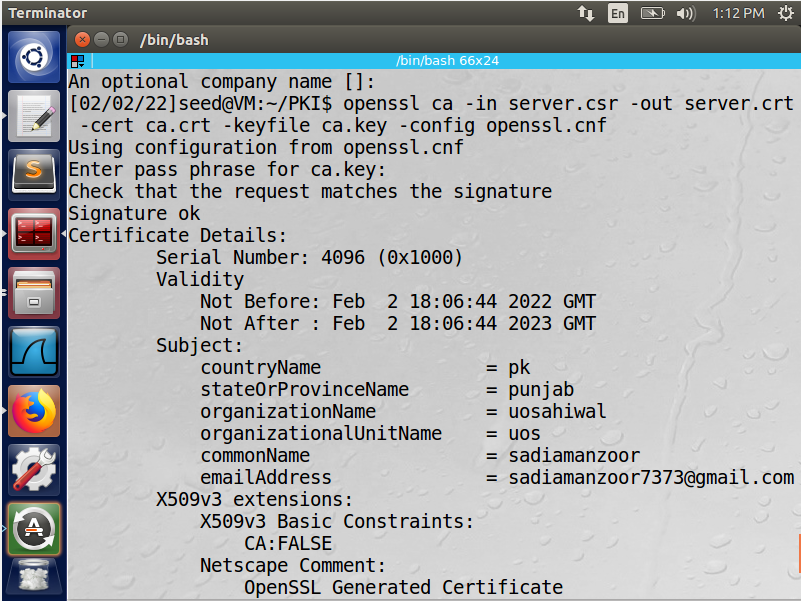 Terminator
En
1:12 PM
/bin/bash
/bin/bash 66x24
An optional company name []:
[02/02/22]seed@VM:~/PKI$ openssl ca -in server.csr -out server.crt
-cert ca.crt -keyfile ca.key -config openssl.cnf
Using configuration from openssl.cnf
Enter pass phrase for ca.key:
Check that the request matches the signature
Signature ok
Certificate Details:
Serial Number: 4096 (0x1000)
Validity
Not Before: Feb  2 18:06:44 2022 GMT
Not After : Feb  2 18:06:44 2023 GMT
Subject:
countryName               = pk
stateOrProvinceName       = punjab
organizationName          = uosahiwal
organizationalUnitName    = uos
commonName                = sadiamanzoor
emailAddress              = sadiamanzoor7373@gmail.com
X509v3 extensions:
X509v3 Basic Constraints:
CA:FALSE
Netscape Comment:
OpenSSL Generated Certificate